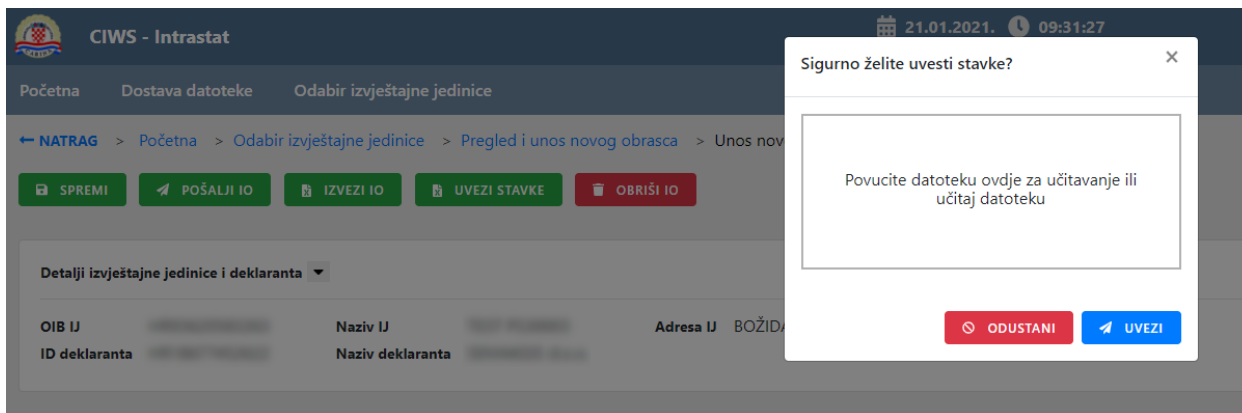 CIWS - Intrastat
21.01.2021. 09:31:27
Početna Dostava datoteke Odabir izvještajne jedinice
NATRAG > Početna > Odabir izvještajne jedinice > Pregled i unos novog obrasca > Unos nov
SPREMI POŠALJI IO IZVEZI IO UVEZI STAVKE OBRIŠI IO
Detalji izvještajne jedinice i deklaranta
OIB IJ Naziv IJ Adresa IJ BOŽID
ID deklaranta Naziv deklaranta
Sigurno želite uvesti stavke? ×
Povucite datoteku ovdje za učitavanje ili
učitaj datoteku
ODUSTANI UVEZI